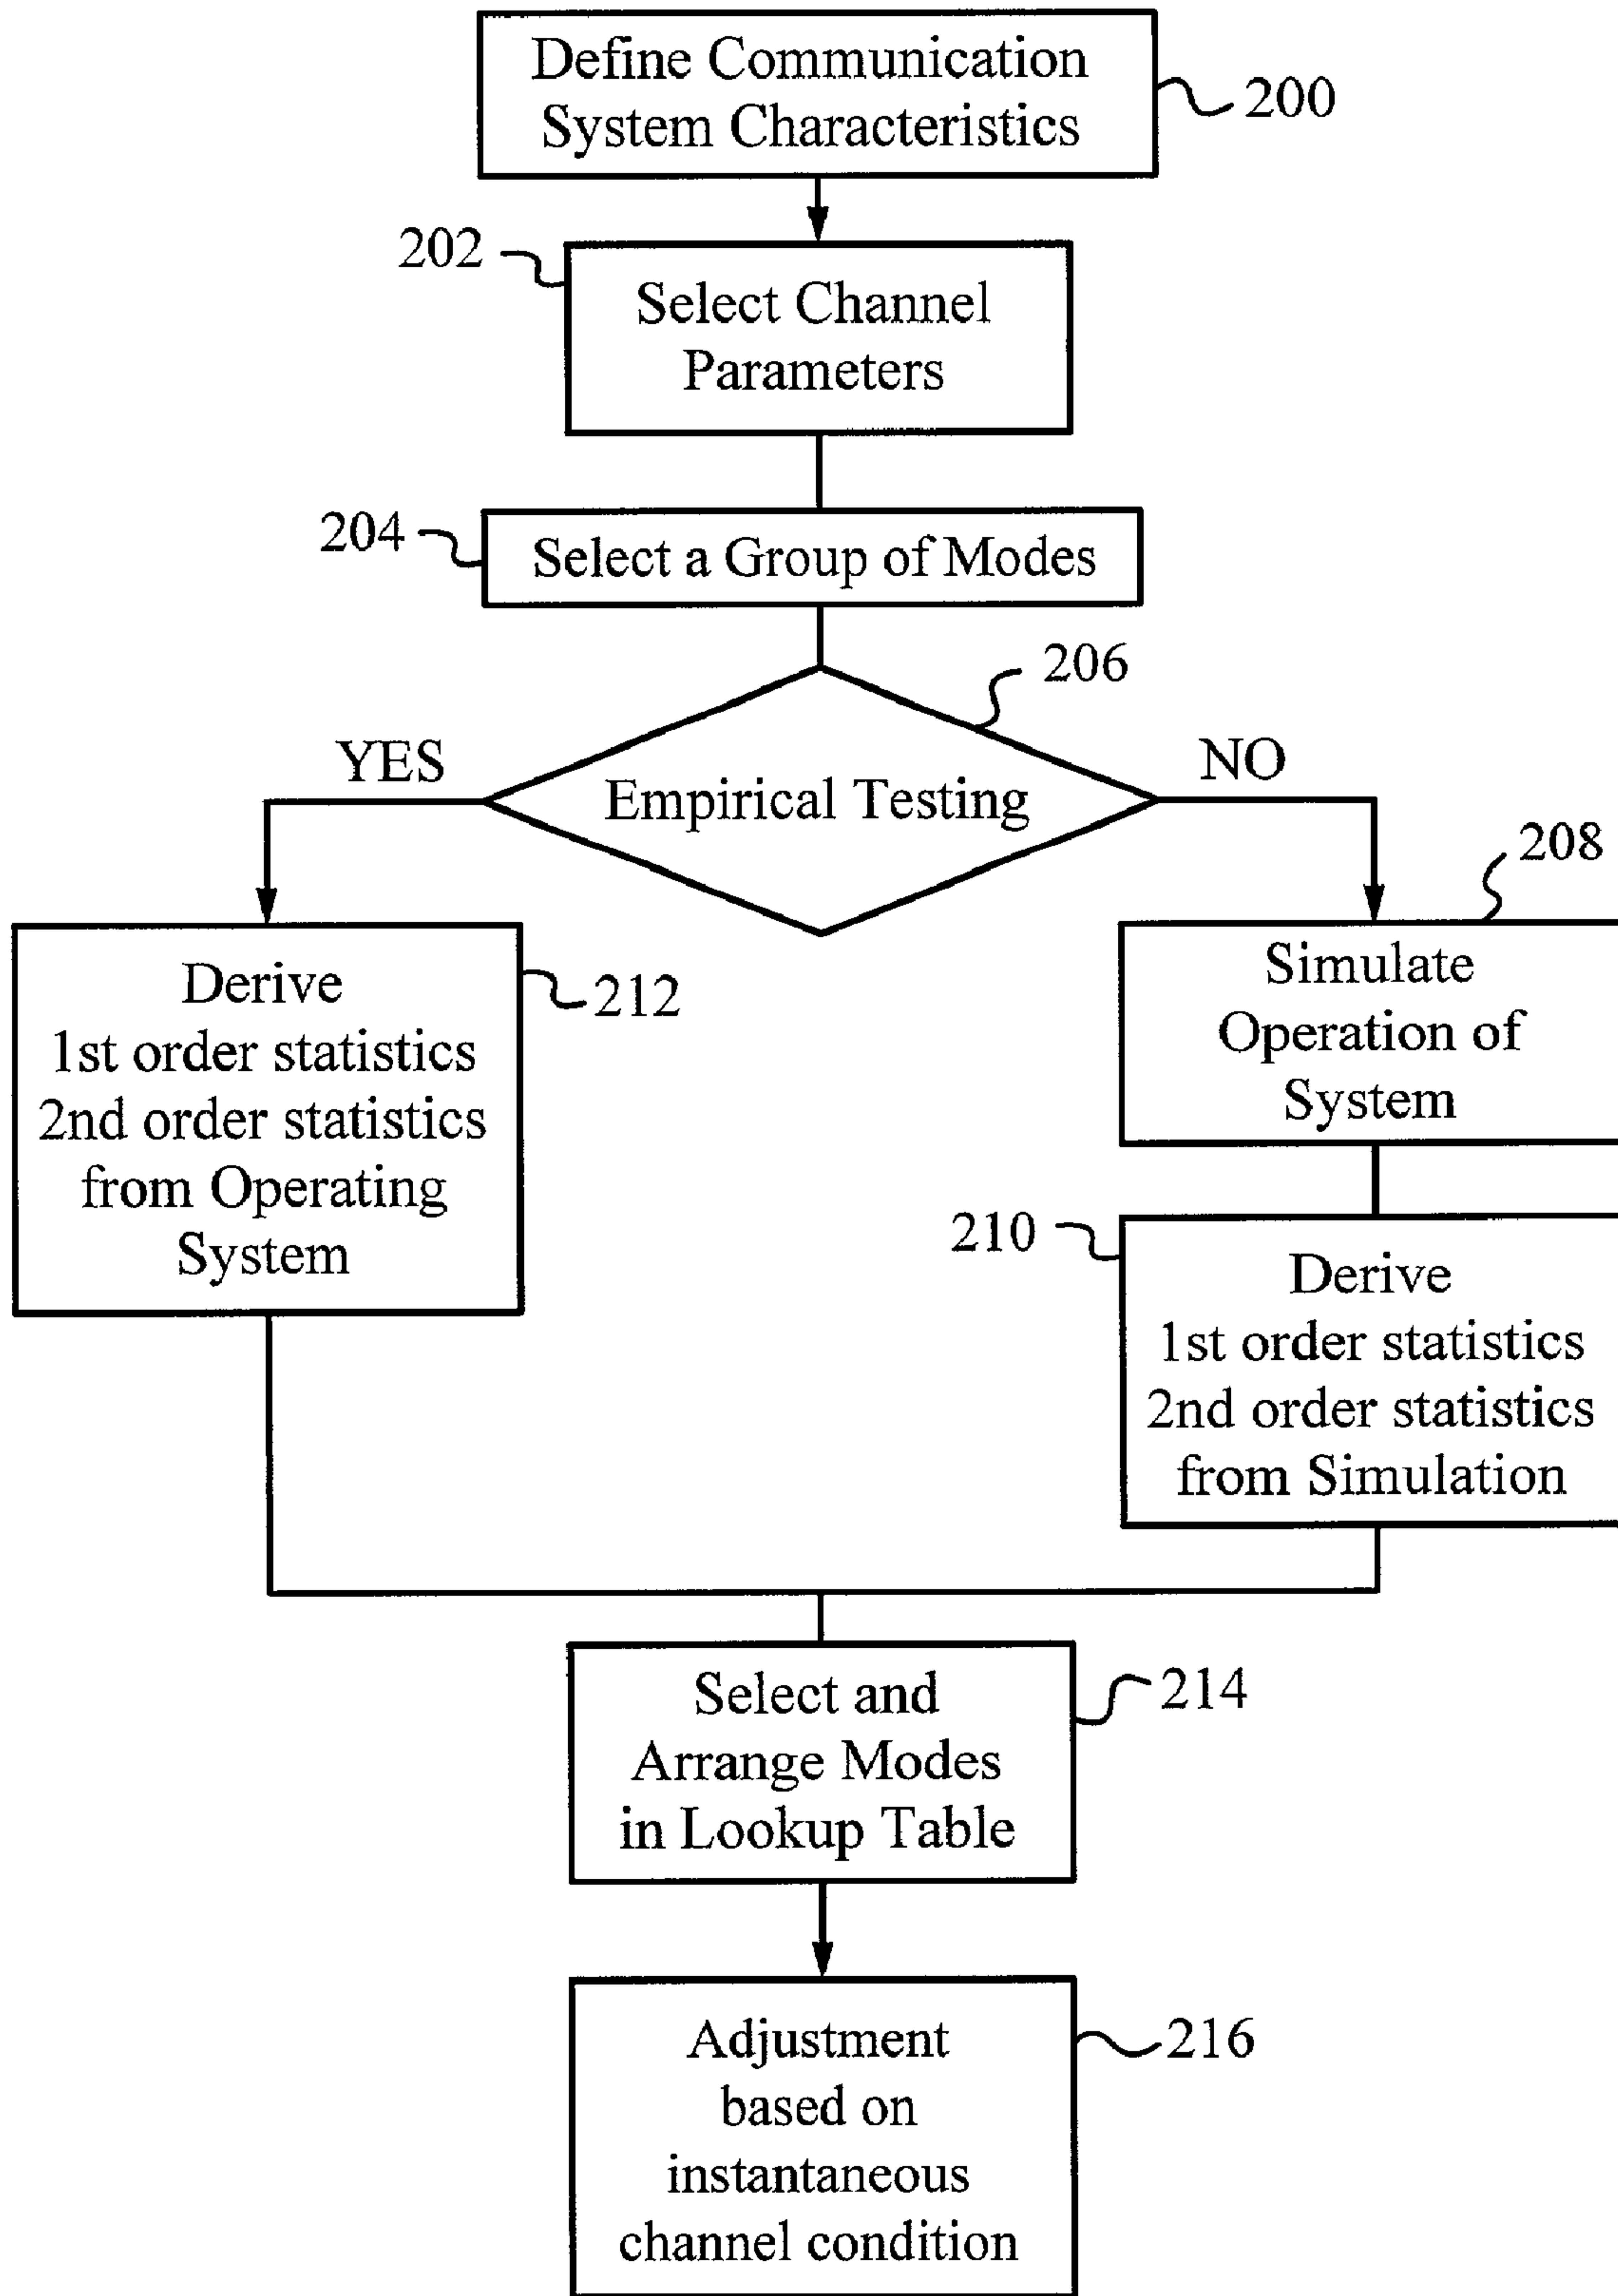 Define Communication
System Characteristics
200
202
Select Channel
Parameters
204
Select a Group of Modes
206
YES
Empirical Testing
NO
208
Derive
1st order statistics
2nd order statistics
from Operating
System
212
Simulate
Operation of
System
210
Derive
1st order statistics
2nd order statistics
from Simulation
Select and
Arrange Modes
in Lookup Table
214
Adjustment
based on
instantaneous
channel condition
216